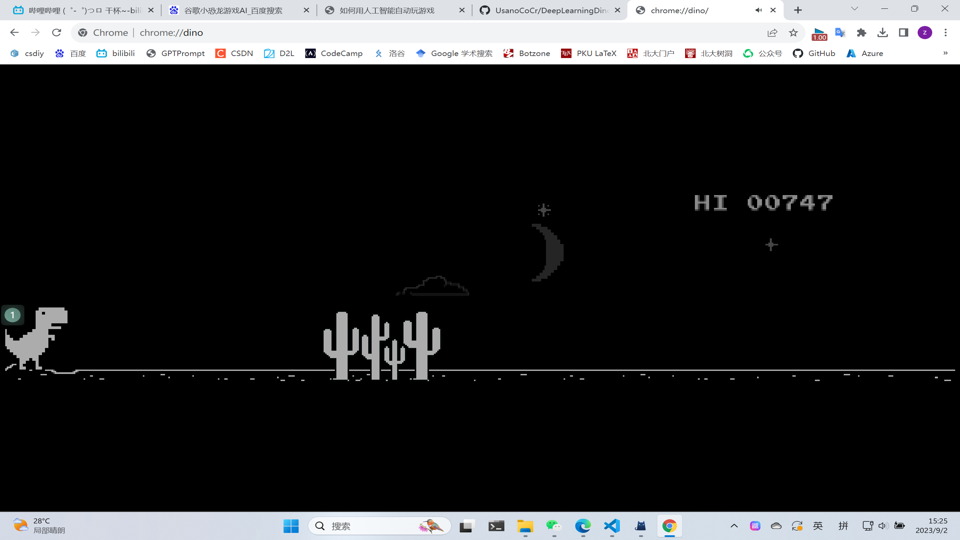 哔哩哔哩 (゜-゜)つロ 干杯~-bili
谷歌小恐龙游戏AI_百度搜索
如何用人工智能自动玩游戏
UsanoCoCr/DeepLearningDin
chrome://dino/
Chrome | chrome://dino
1.00
z
csdiy
百度
bilibili
GPTPrompt
CSDN
D2L
CodeCamp
洛谷
Google 学术搜索
Botzone
PKU LaTeX
北大门户
北大树洞
公众号
GitHub
Azure
»
HI 00747
1
28°C
局部晴朗
搜索
英
拼
15:25
2023/9/2